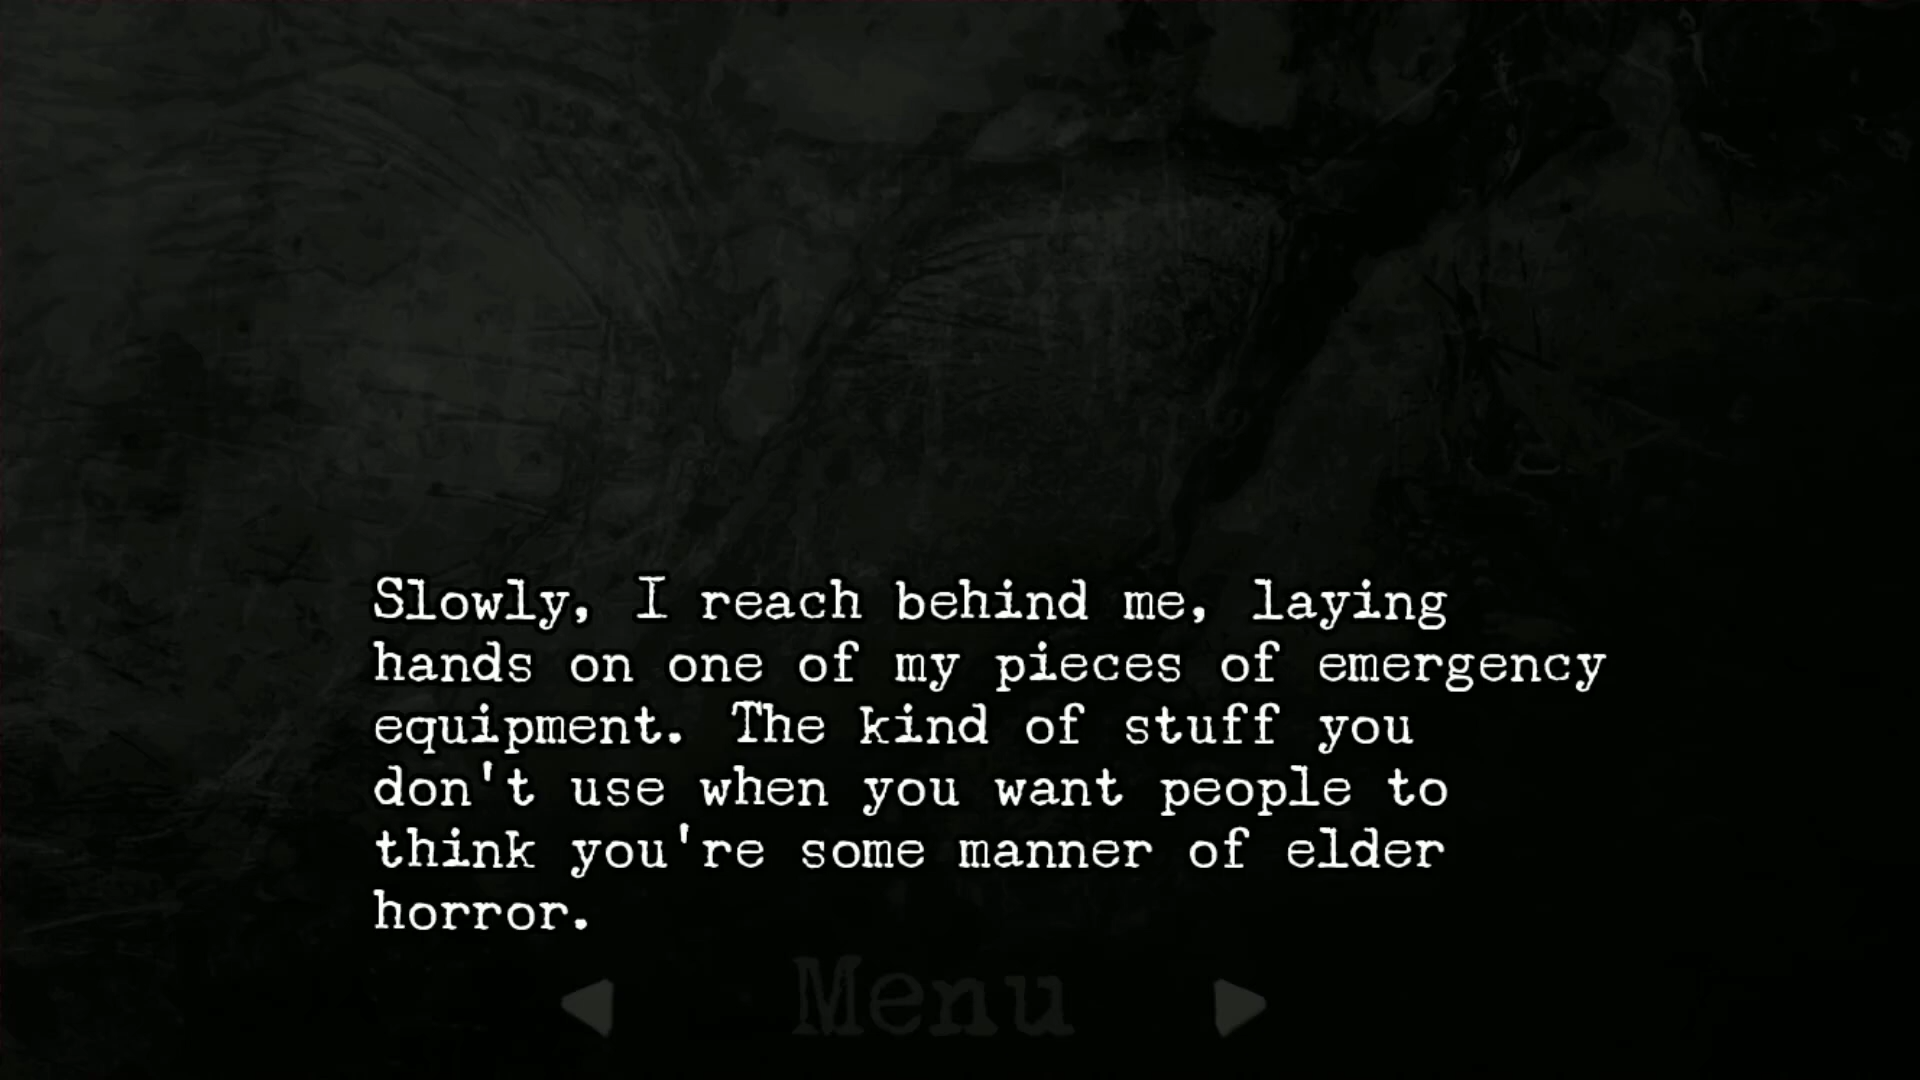 Slowly, I reach behind me, laying
hands on one of my pieces of emergency
equipment. The kind of stuff you
don't use when you want people to
think you're some manner of elder
horror.
Menu